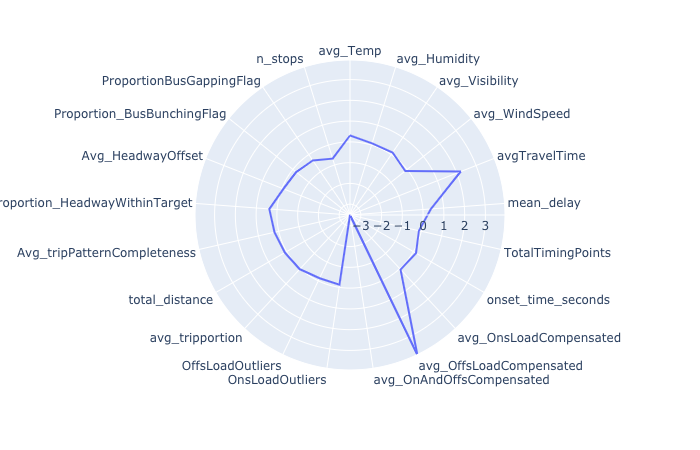 avg_Temp
avg_Humidity
n_stops
ProportionBusGappingFlag
avg_Visibility
Proportion_BusBunchingFlag
avg_WindSpeed
Avg_HeadwayOffset
avgTravelTime
roportion_HeadwayWithinTarget
mean_delay
−3 −2 −1 0 1 2 3
Avg_tripPatternCompleteness
TotalTimingPoints
total_distance
onset_time_seconds
avg_tripportion
avg_OnsLoadCompensated
OffsLoadOutliers
avg_OffsLoadCompensated
OnsLoadOutliers
avg_OnAndOffsCompensated